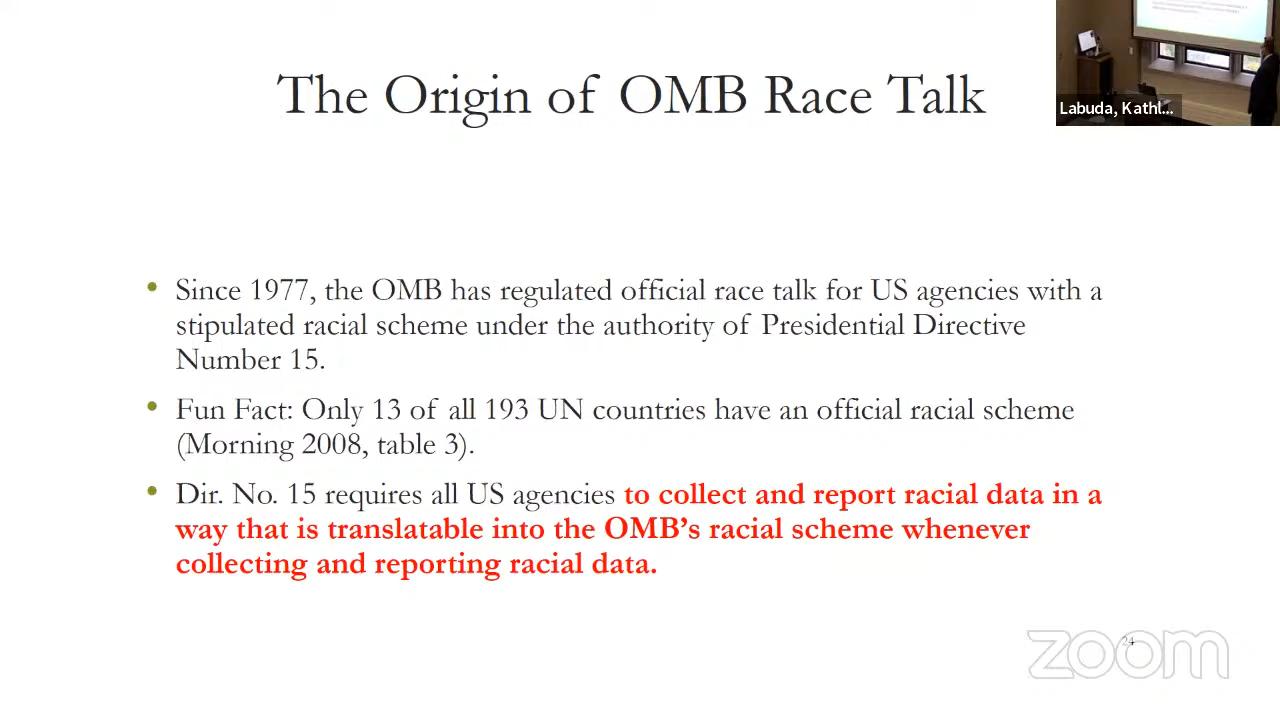 The Origin of OMB Race Talk
Labuda, Kathl...
• Since 1977, the OMB has regulated official race talk for US agencies with a
stipulated racial scheme under the authority of Presidential Directive
Number 15.
• Fun Fact: Only 13 of all 193 UN countries have an official racial scheme
(Morning 2008, table 3).
• Dir. No. 15 requires all US agencies to collect and report racial data in a
way that is translatable into the OMB's racial scheme whenever
collecting and reporting racial data.
24
zoom